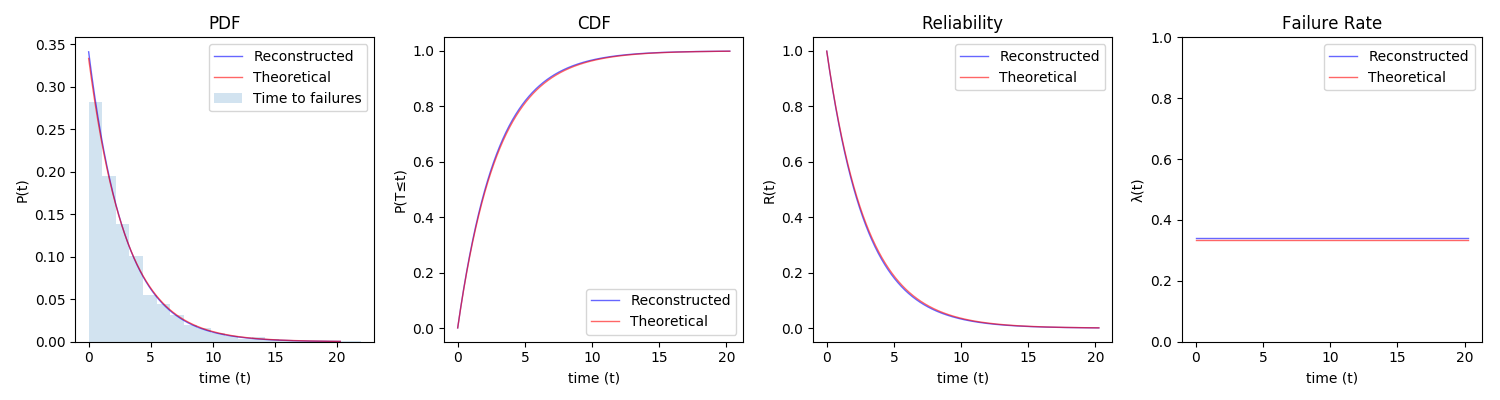 PDF
0.35
0.30
0.25
0.20
0.15
0.10
0.05
0.00
P(t)
Reconstructed
Theoretical
Time to failures
0 5 10 15 20
time (t)
CDF
1.0
0.8
0.6
0.4
0.2
0.0
P(T≤t)
Reconstructed
Theoretical
0 5 10 15 20
time (t)
Reliability
1.0
0.8
0.6
0.4
0.2
0.0
R(t)
Reconstructed
Theoretical
0 5 10 15 20
time (t)
Failure Rate
1.0
0.8
0.6
0.4
0.2
0.0
λ(t)
Reconstructed
Theoretical
0 5 10 15 20
time (t)